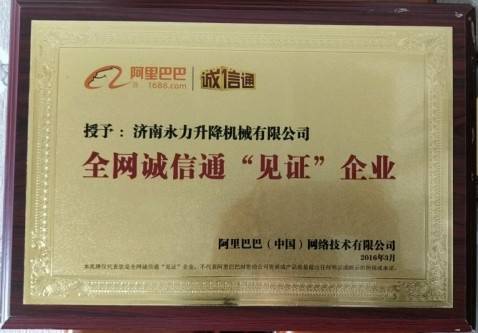 阿里巴巴 诚信通
1688.com
授予：济南永力升降机械有限公司
全网诚信通“见证”企业
阿里巴巴（中国）网络技术有限公司
2016年3月